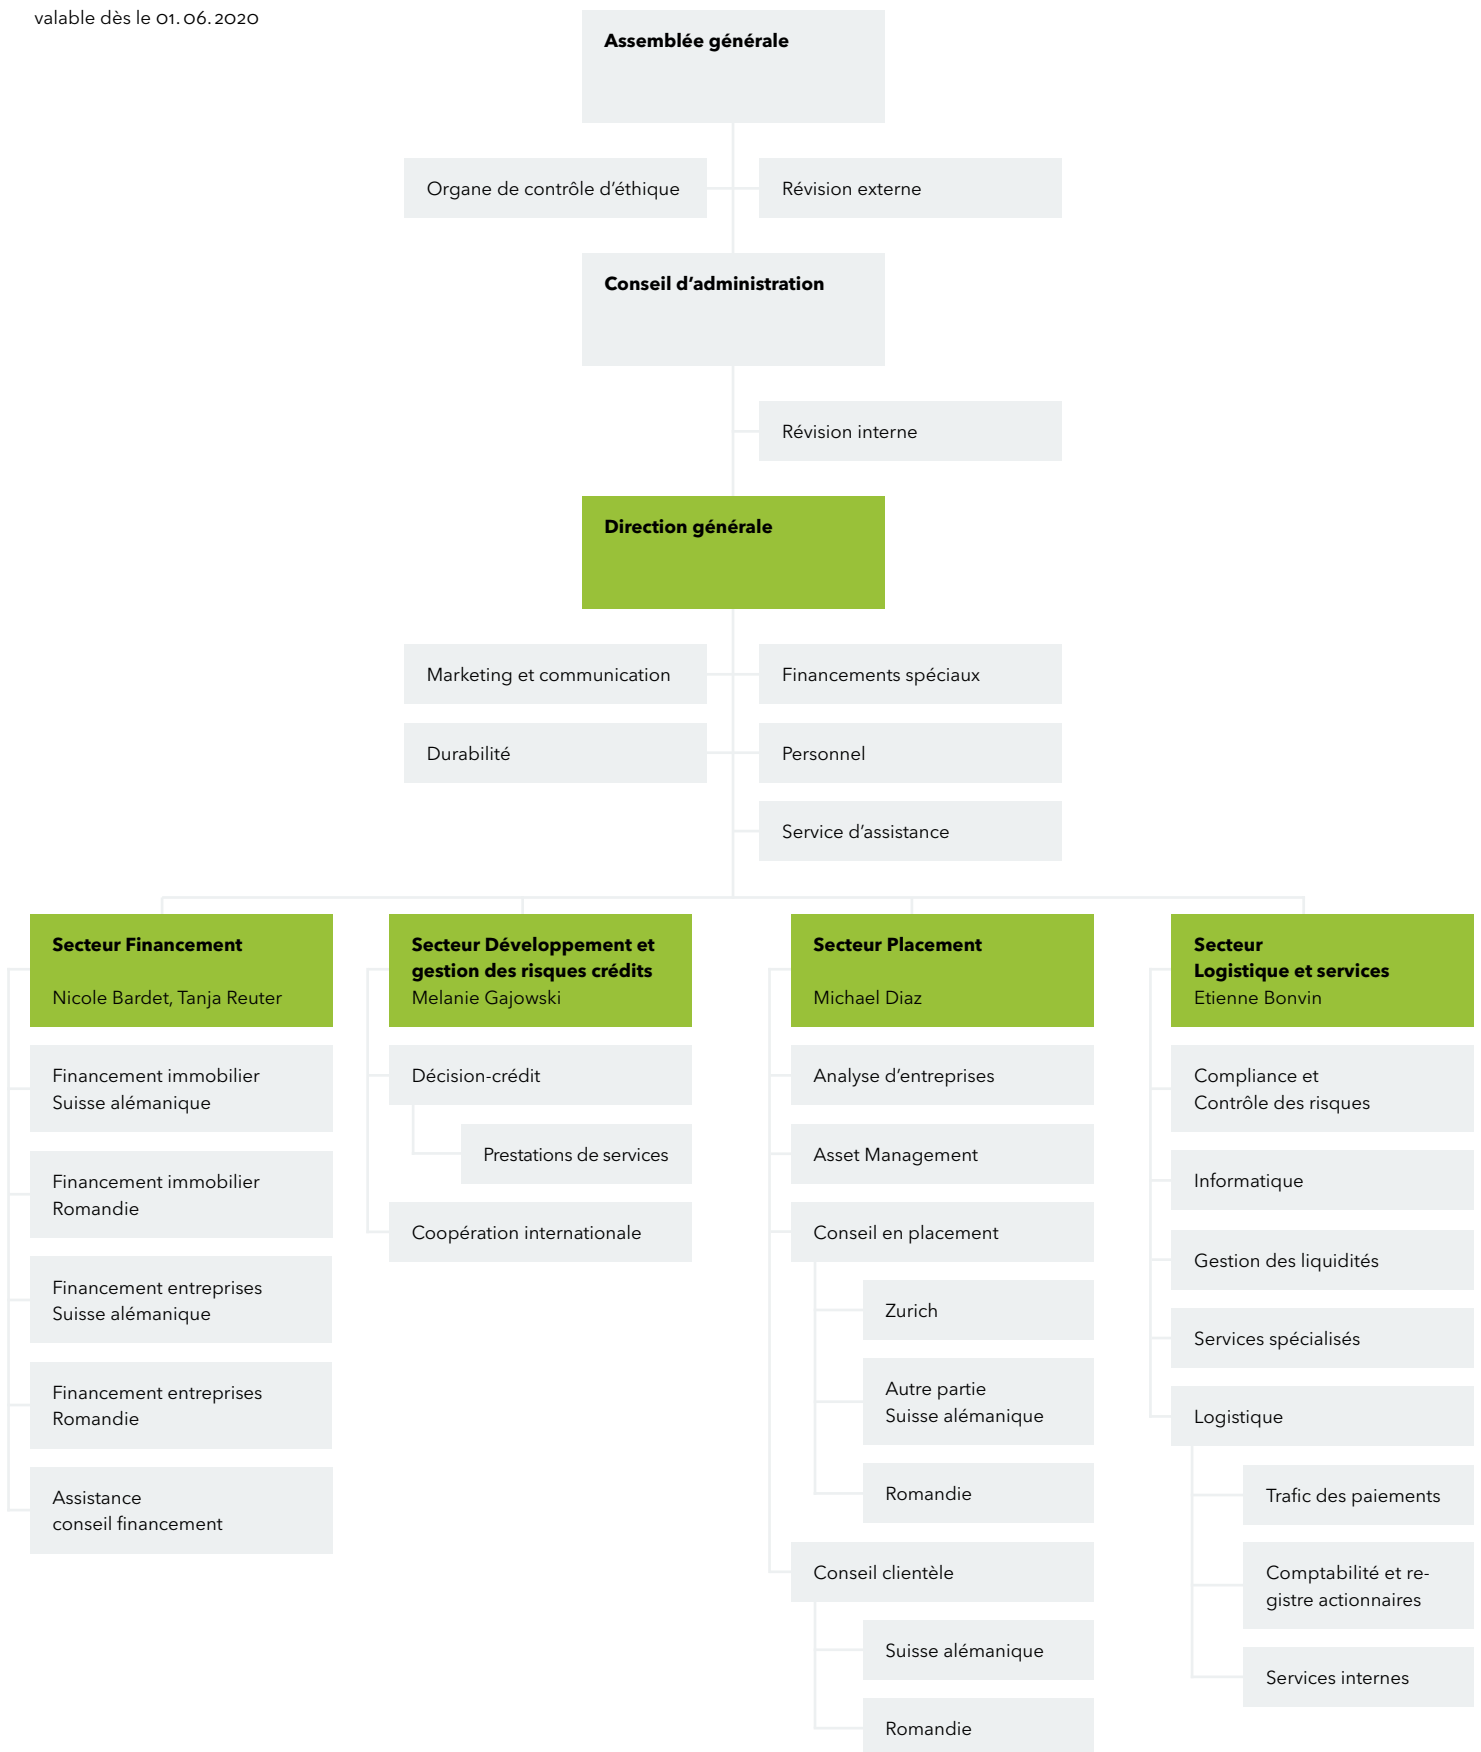 valable dès le 01.06.2020
Assemblée générale
Organe de contrôle d’éthique
Révision externe
Conseil d’administration
Révision interne
Direction générale
Marketing et communication
Financements spéciaux
Durabilité
Personnel
Service d’assistance
Secteur Financement
Nicole Bardet, Tanja Reuter
Financement immobilier
Suisse alémanique
Financement immobilier
Romandie
Financement entreprises
Suisse alémanique
Financement entreprises
Romandie
Assistance
conseil financement
Secteur Développement et
gestion des risques crédits
Melanie Gajowski
Décision-crédit
Prestations de services
Coopération internationale
Secteur Placement
Michael Diaz
Analyse d’entreprises
Asset Management
Conseil en placement
Zurich
Autre partie
Suisse alémanique
Romandie
Conseil clientèle
Suisse alémanique
Romandie
Secteur
Logistique et services
Etienne Bonvin
Compliance et
Contrôle des risques
Informatique
Gestion des liquidités
Services spécialisés
Logistique
Trafic des paiements
Comptabilité et re-
gistre actionnaires
Services internes